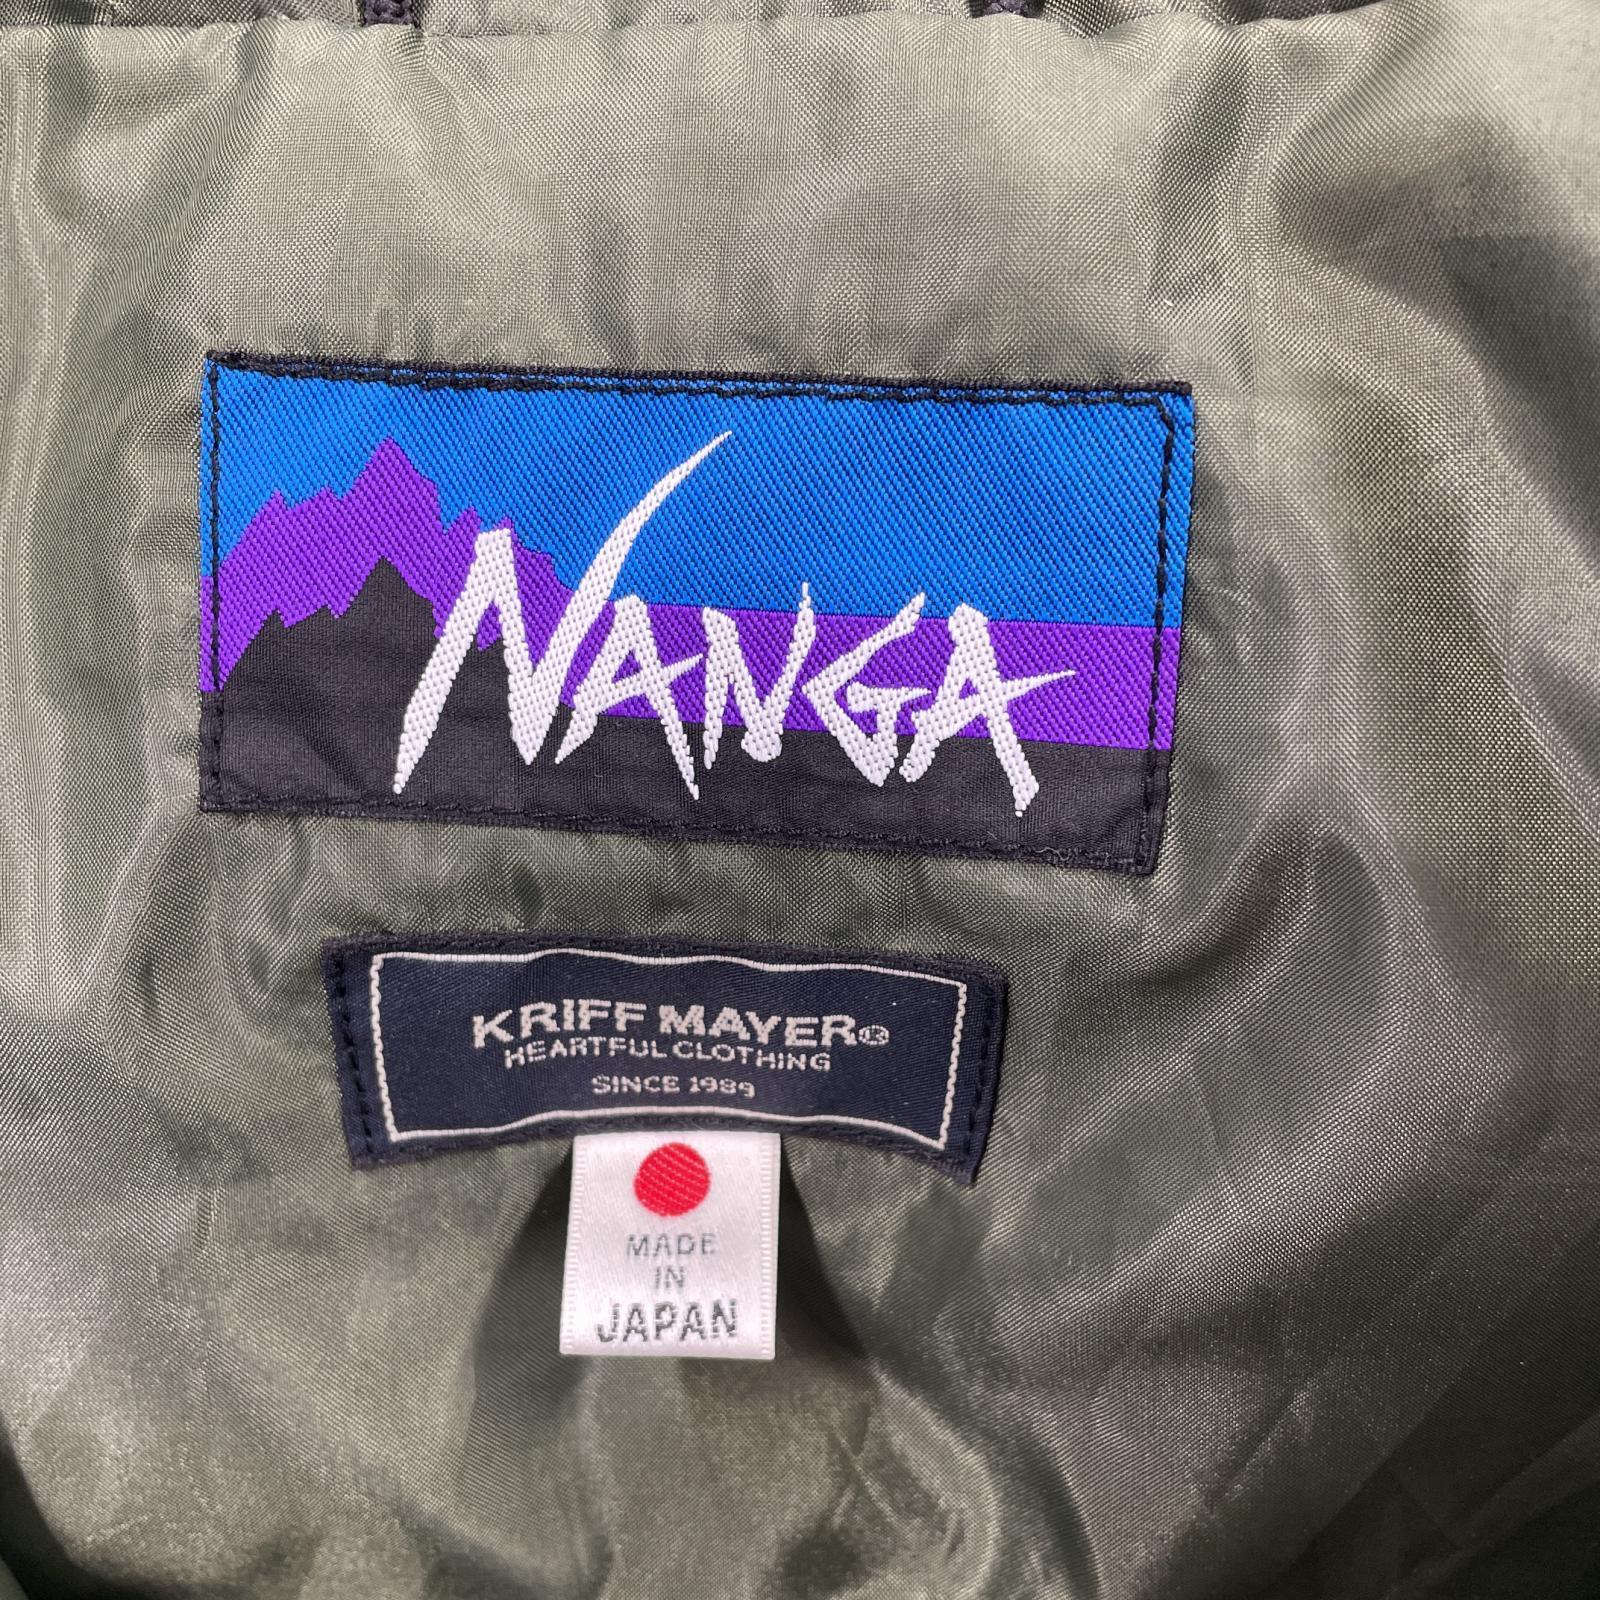 NANGA
KRIFF MAYER®
HEARTFUL CLOTHING
SINCE 1989
MADE
IN
JAPAN